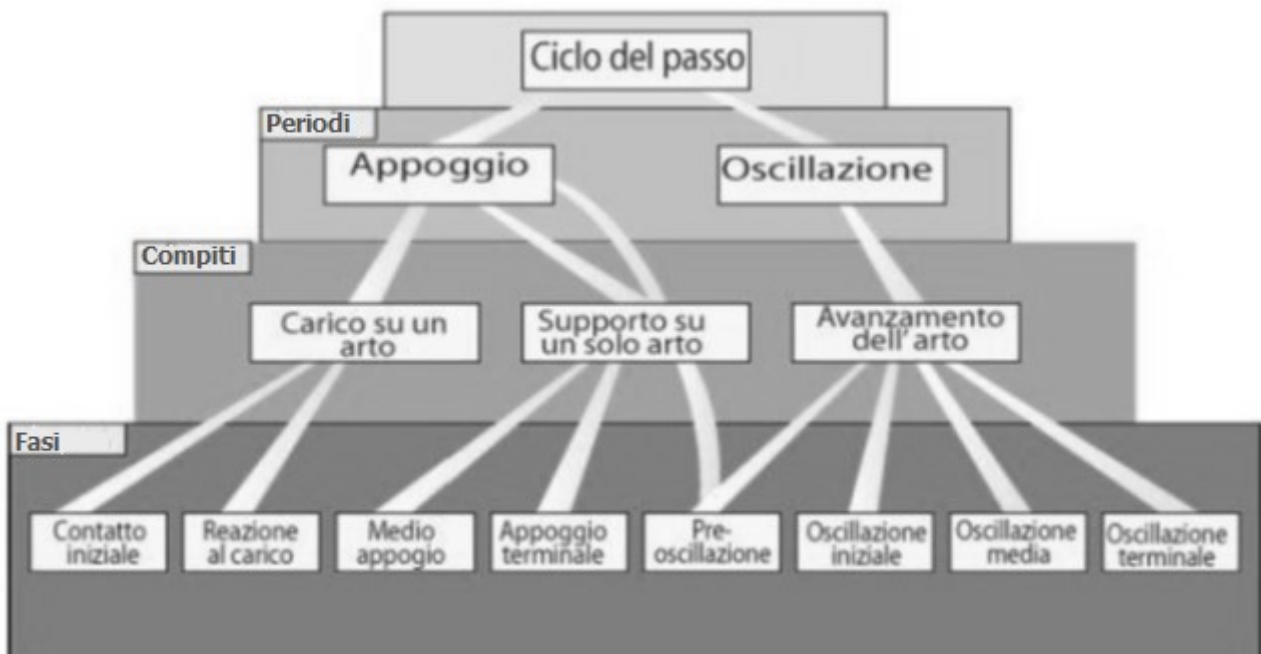 Ciclo del passo
Periodi
Appoggio
Oscillazione
Compiti
Carico su un
arto
Supporto su
un solo arto
Avanzamento
dell' arto
Fasi
Contatto
iniziale
Reazione
al carico
Medio
appogio
Appoggio
terminale
Pre-
oscillazione
Oscillazione
iniziale
Oscillazione
media
Oscillazione
terminale